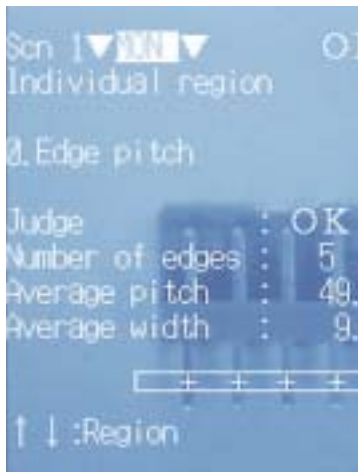 Scn 1▼MON ▼ O
Individual region
0.Edge pitch
Judge : OK
Number of edges : 5
Average pitch : 49.
Average width : 9.
↑ ↓ :Region